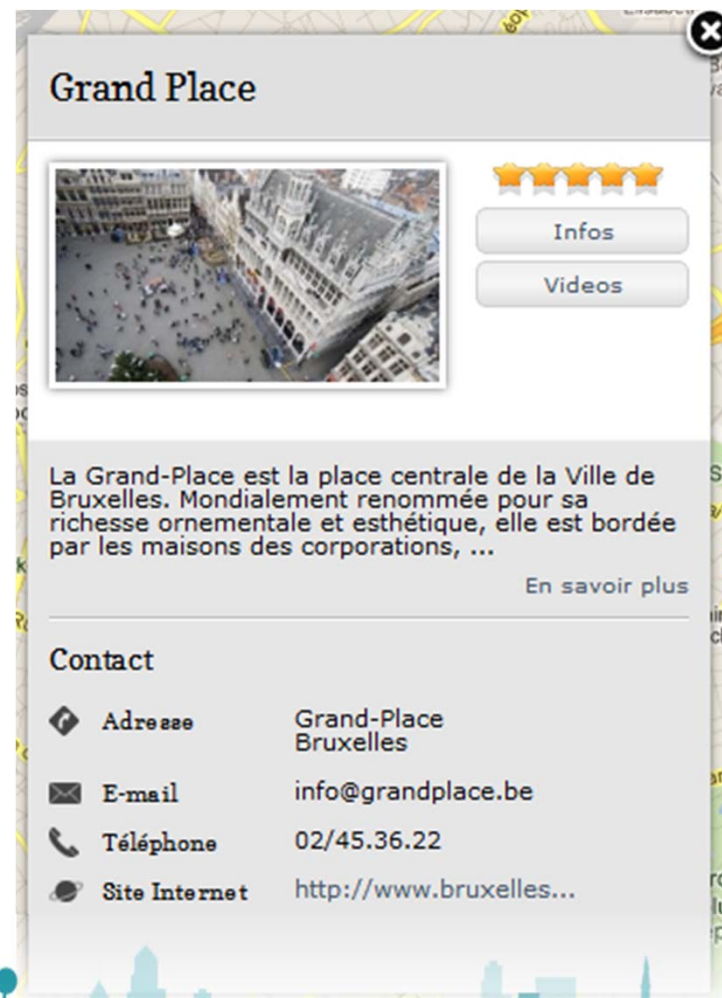 Grand Place
Infos
Videos
La Grand-Place est la place centrale de la Ville de
Bruxelles. Mondialement renommée pour sa
richesse ornementale et esthétique, elle est bordée
par les maisons des corporations, ...
En savoir plus
Contact
Adresse
Grand-Place
Bruxelles
E-mail
info@grandplace.be
Téléphone
02/45.36.22
Site Internet
http://www.bruxelles...